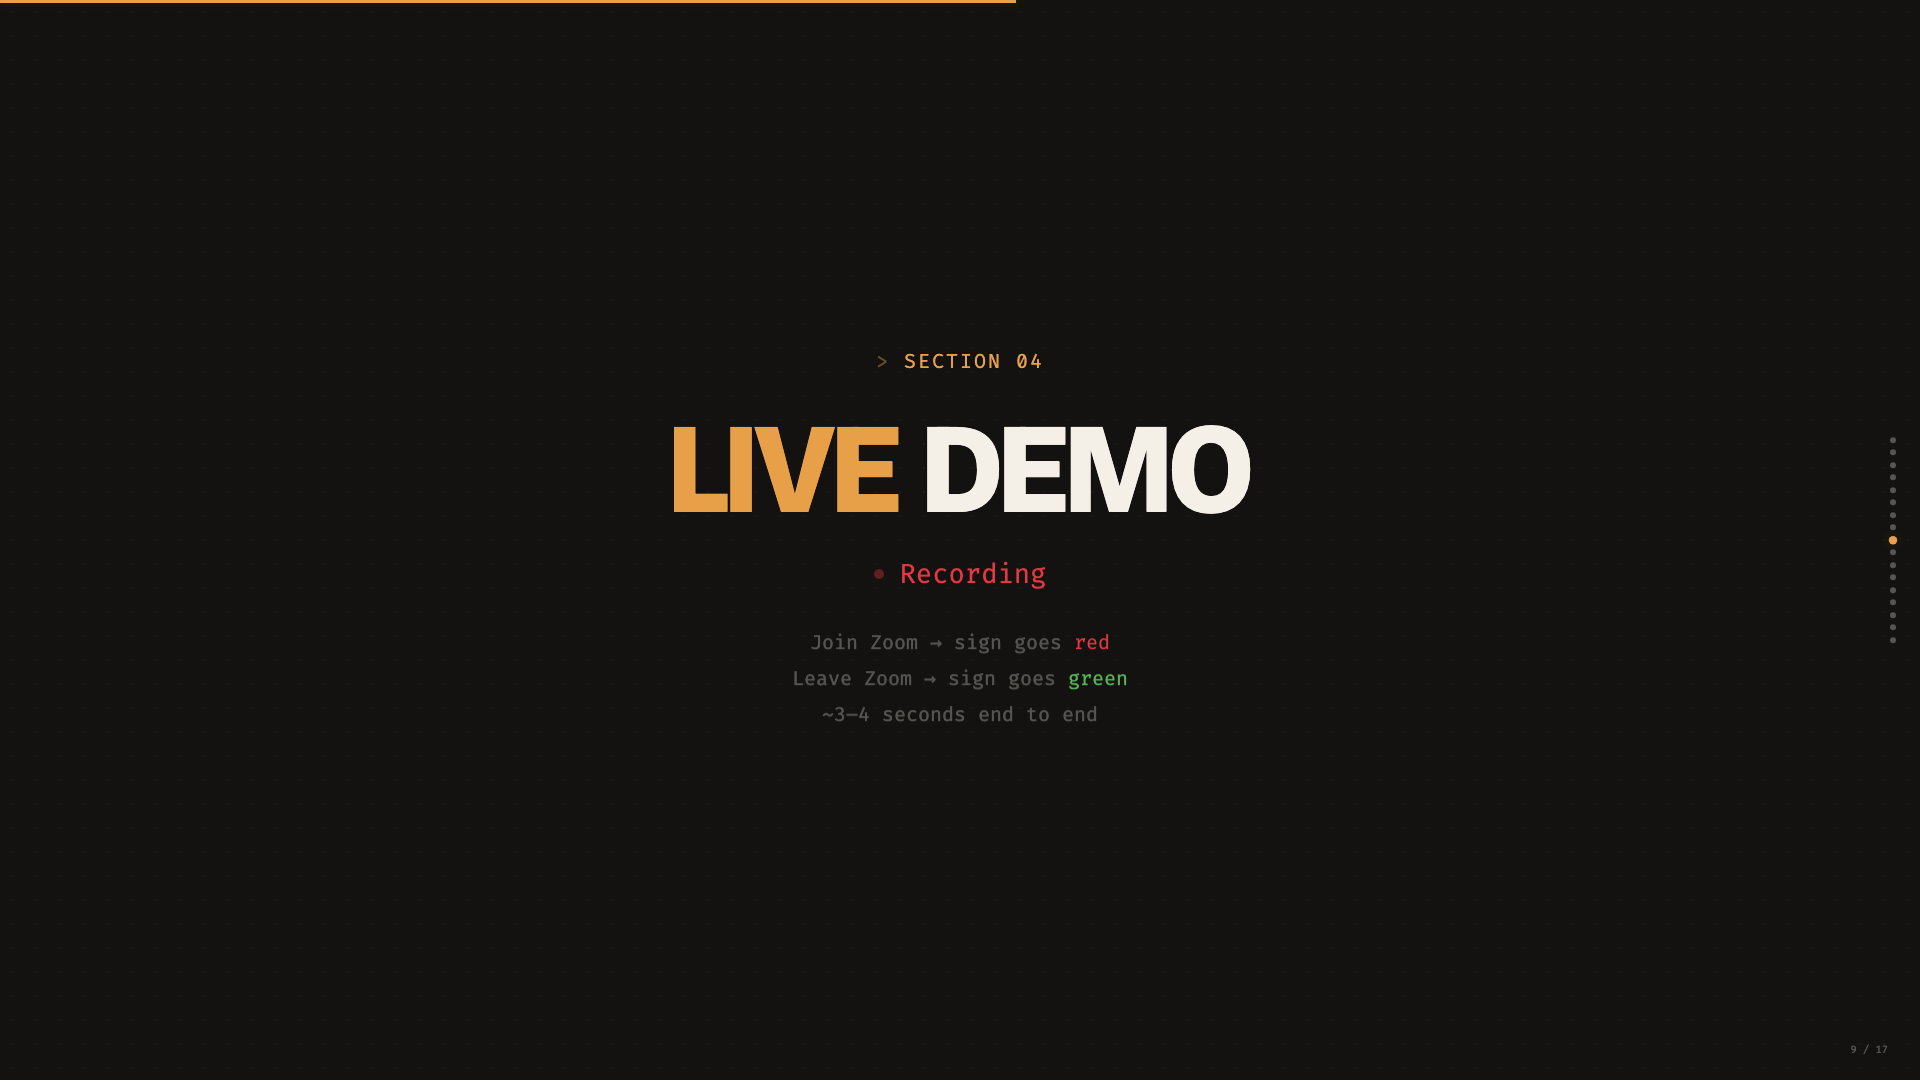 > SECTION 04
LIVE DEMO
Recording
Join Zoom → sign goes red
Leave Zoom → sign goes green
~3–4 seconds end to end
9 / 17